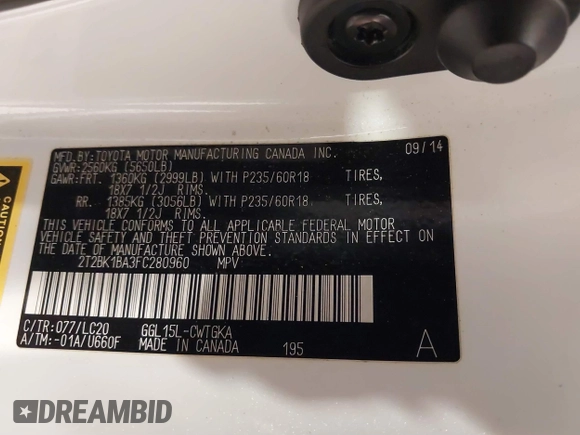 MFD.BY:TOYOTA MOTOR MANUFACTURING CANADA INC. 09/14
GVWR:2560KG (5650LB)
GAWR:FRT. 1360KG (2999LB) WITH P235/60R18 TIRES,
18X7 1/2J RIMS.
RR. 1385KG (3056LB) WITH P235/60R18 TIRES,
18X7 1/2J RIMS.
THIS VEHICLE CONFORMS TO ALL APPLICABLE FEDERAL MOTOR
VEHICLE SAFETY AND BUMPER STANDARDS IN EFFECT ON
THE DATE OF MANUFACTURE SHOWN ABOVE.
2T2BK1BA3FC280960 MPV
C/TR:077/LC20 GGL15L-CWTGKA
A/TM:-01A/U660F MADE IN CANADA 195 A
CAUTION
DREAMBID